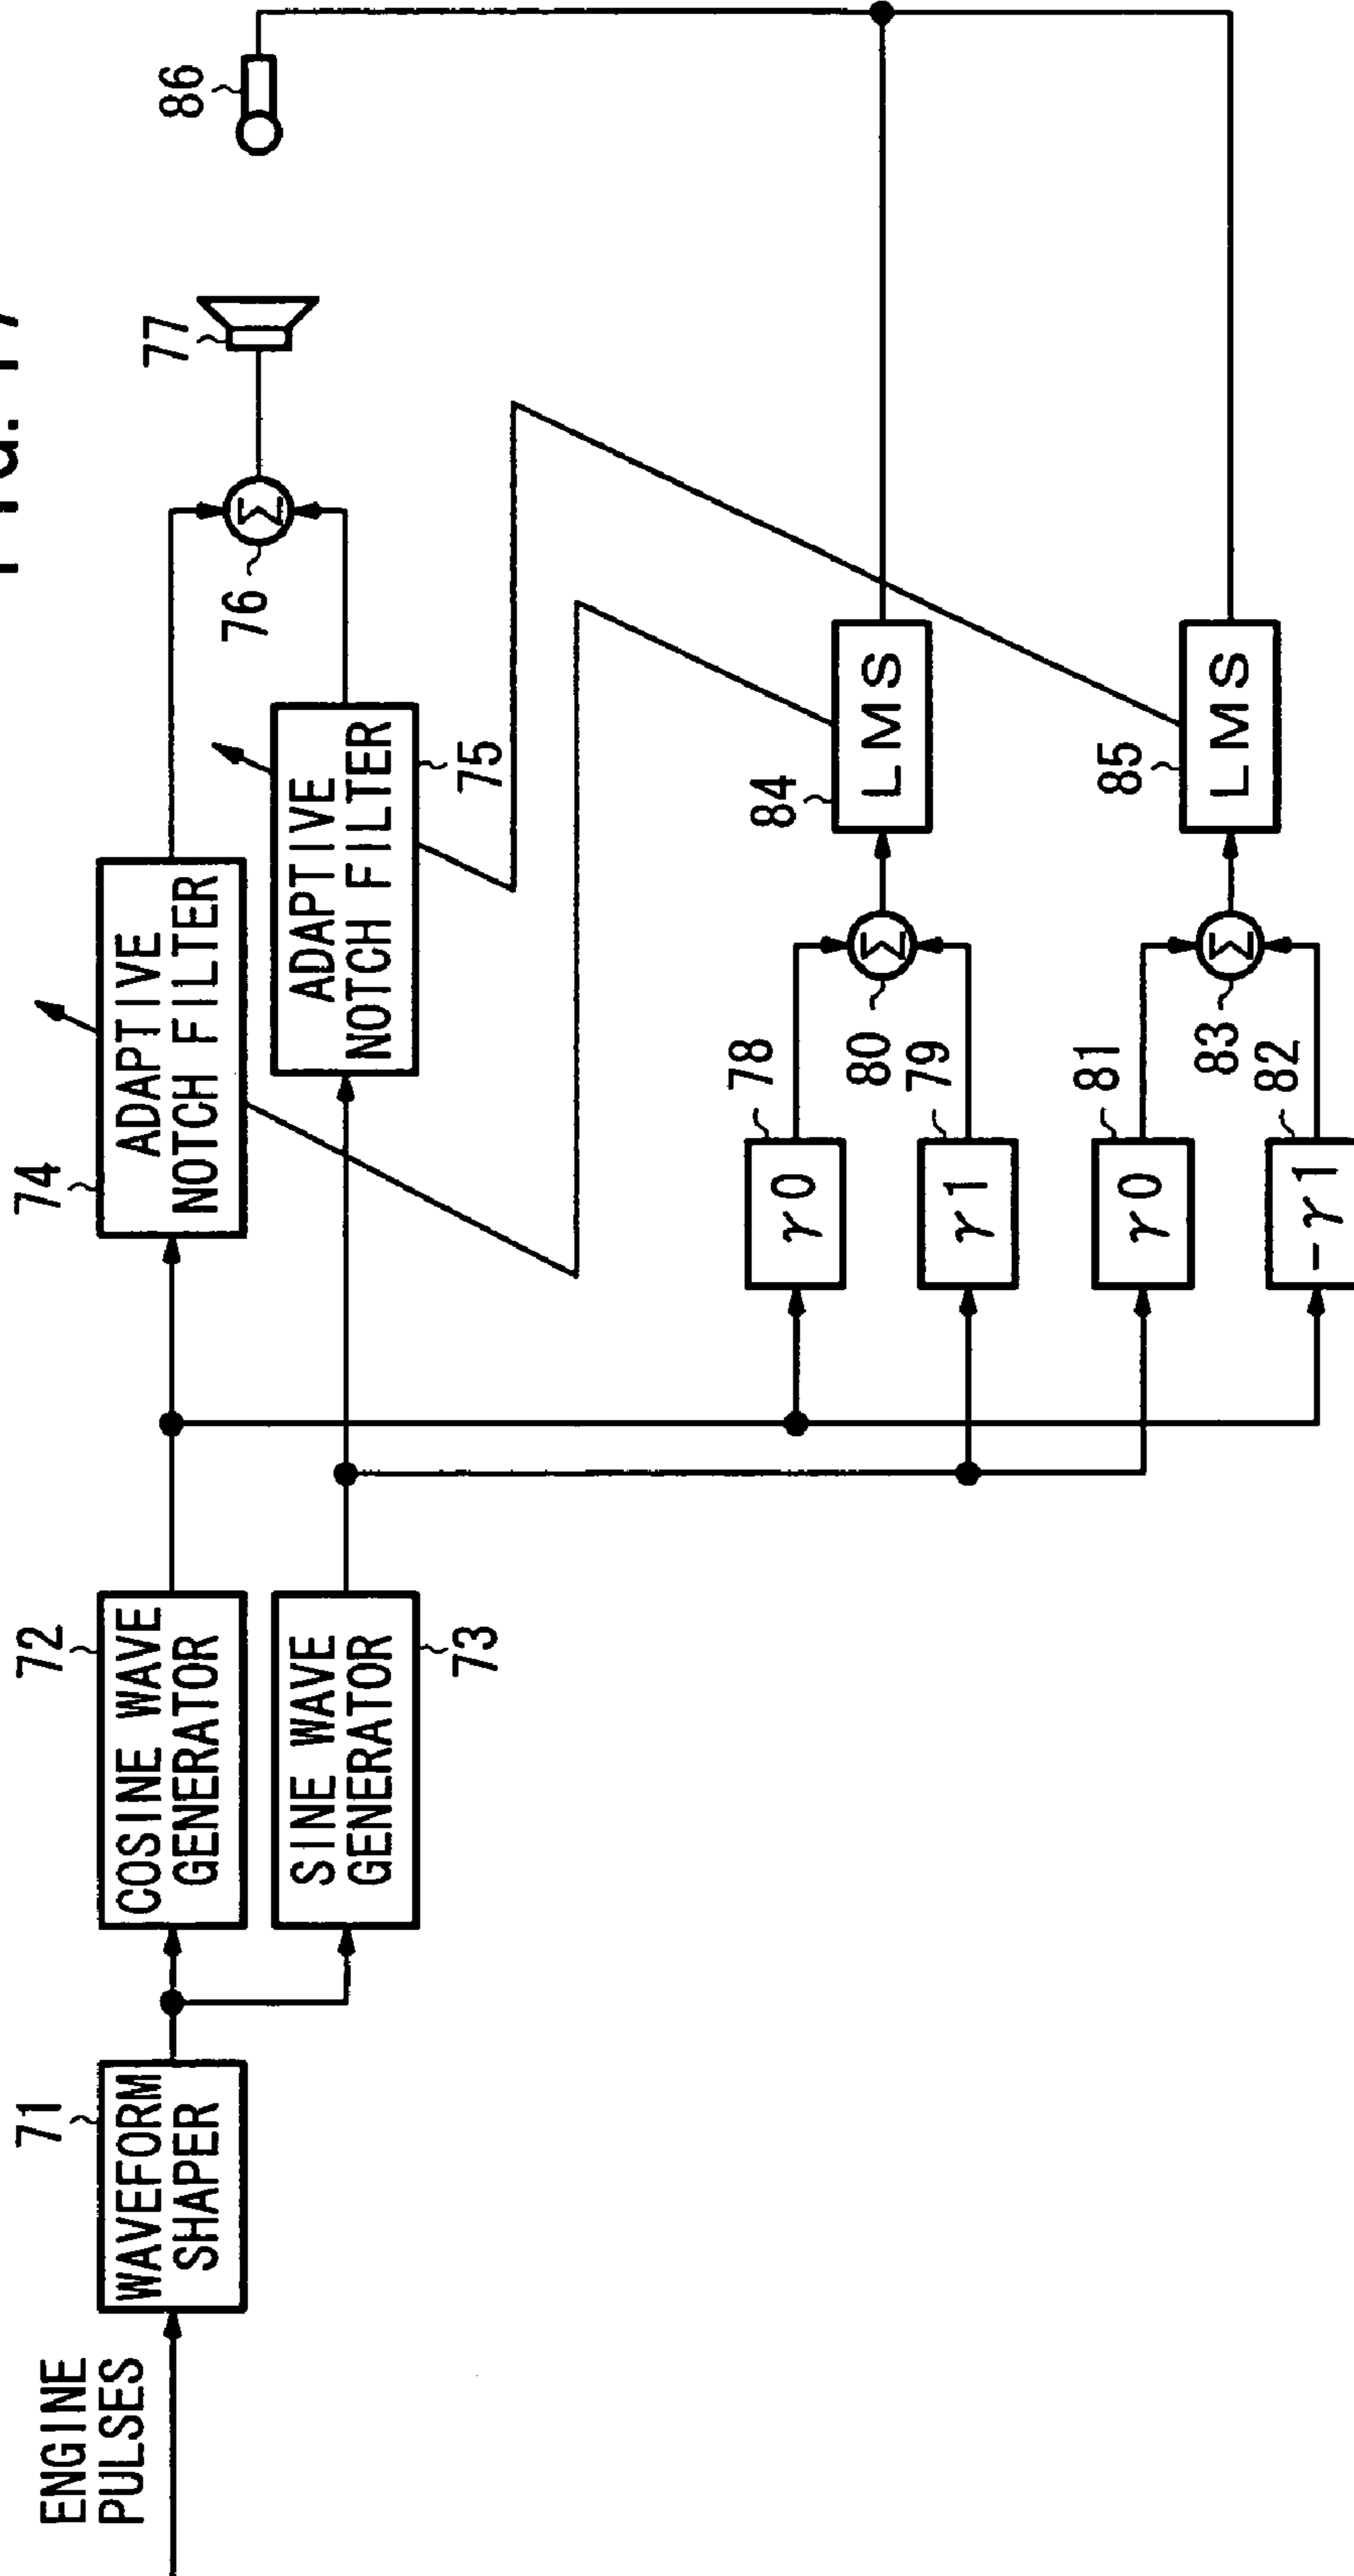 ENGINE
PULSES
71
WAVEFORM
SHAPER
72
COSINE WAVE
GENERATOR
SINE WAVE
GENERATOR
73
74
ADAPTIVE
NOTCH FILTER
ADAPTIVE
NOTCH FILTER
75
Σ
76
77
86
78
γ0
79
γ1
80
Σ
84
LMS
81
γ0
82
-γ1
83
Σ
85
LMS